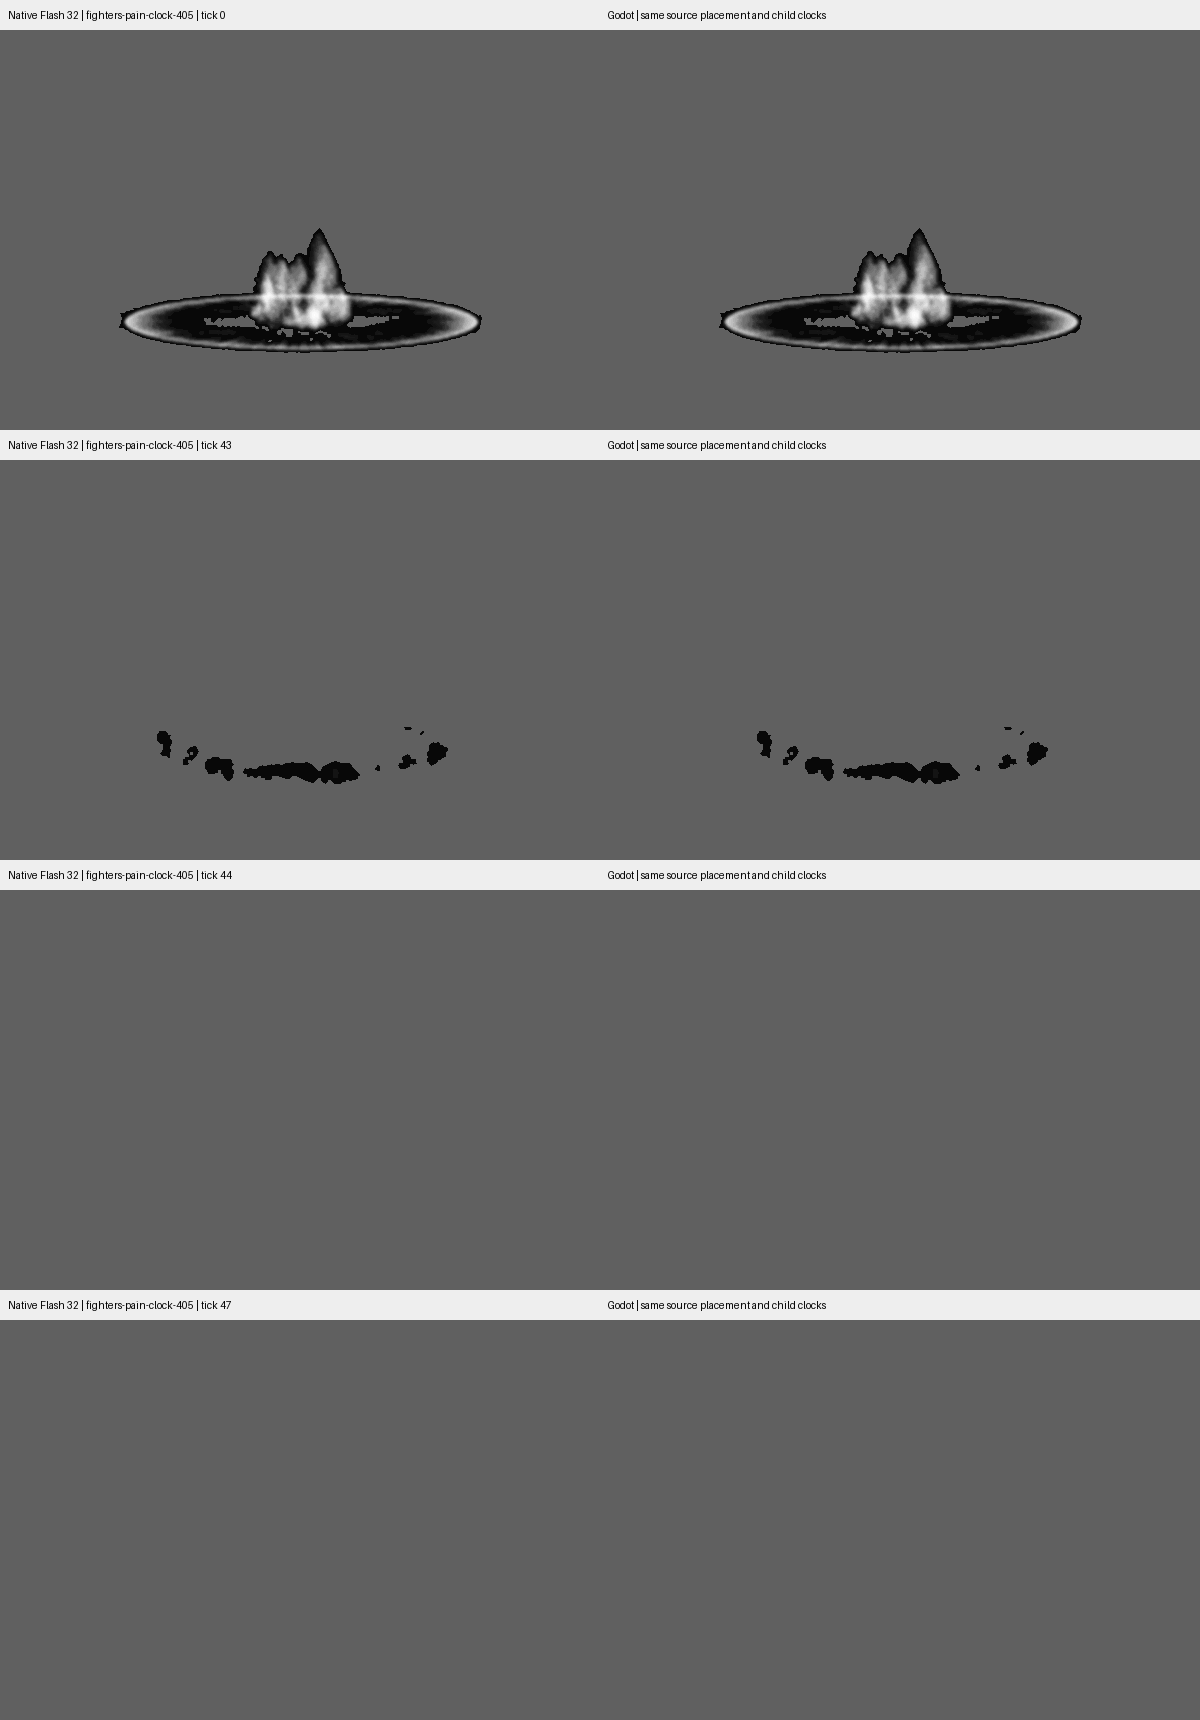 Native Flash 32 | fighters-pain-clock-405 | tick 0
Godot | same source placement and child clocks
Native Flash 32 | fighters-pain-clock-405 | tick 43
Godot | same source placement and child clocks
Native Flash 32 | fighters-pain-clock-405 | tick 44
Godot | same source placement and child clocks
Native Flash 32 | fighters-pain-clock-405 | tick 47
Godot | same source placement and child clocks